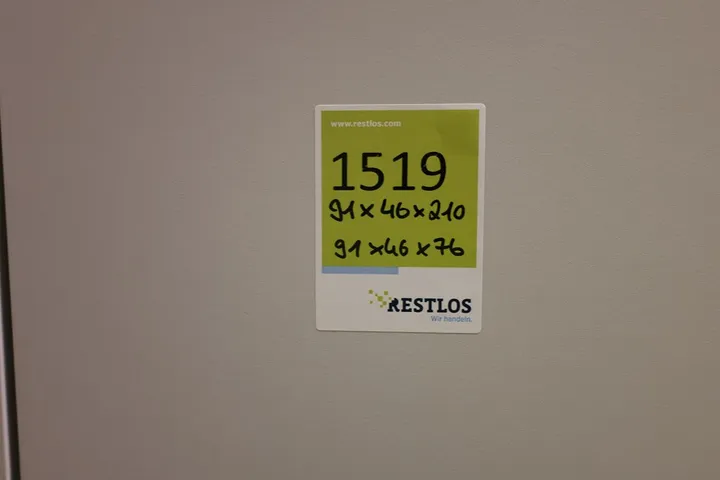 www.restlos.com
1519
91x46x210
91x46x76
RESTLOS
Wir handeln.